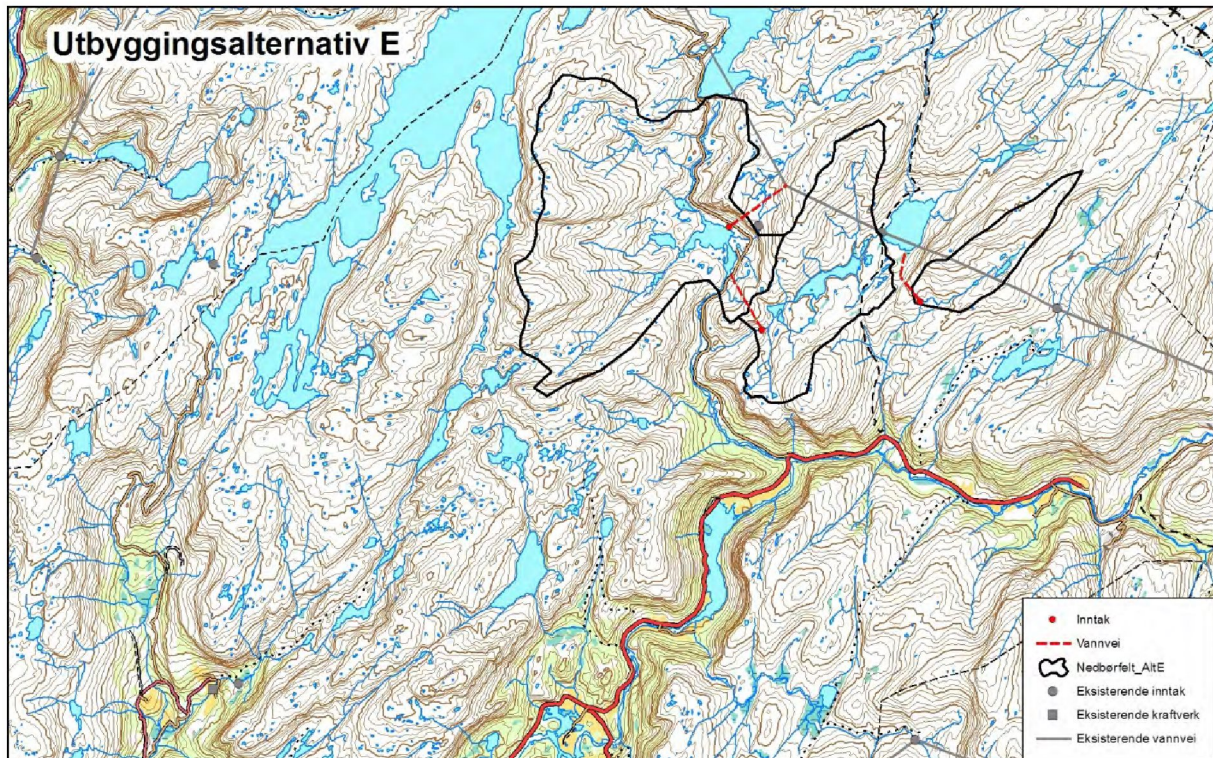 Utbyggingsalternativ E
Inntak
Vannvei
Nedbørfelt_AltE
Eksisterende inntak
Eksisterende kraftverk
Eksisterende vannvei